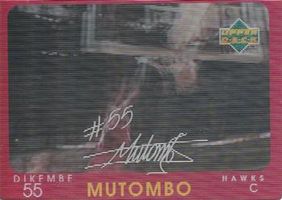 UPPER DECK
#55
Mutombo
DIKEMBE HAWKS
55 MUTOMBO C